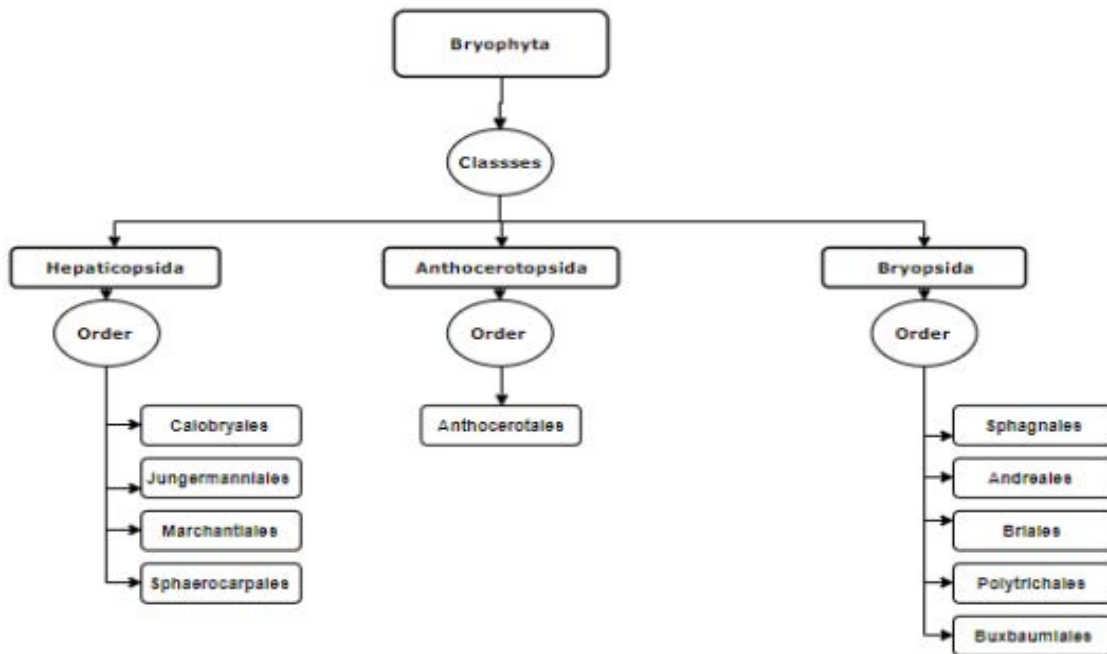 Bryophyta
Classses
Hepaticopsida
Anthocerotopsida
Bryopsida
Order
Order
Order
Calobryales
Jungermanniales
Marchantiales
Sphaerocarpales
Anthocerotales
Sphagnales
Andreales
Briales
Polytrichales
Buxbaumiales